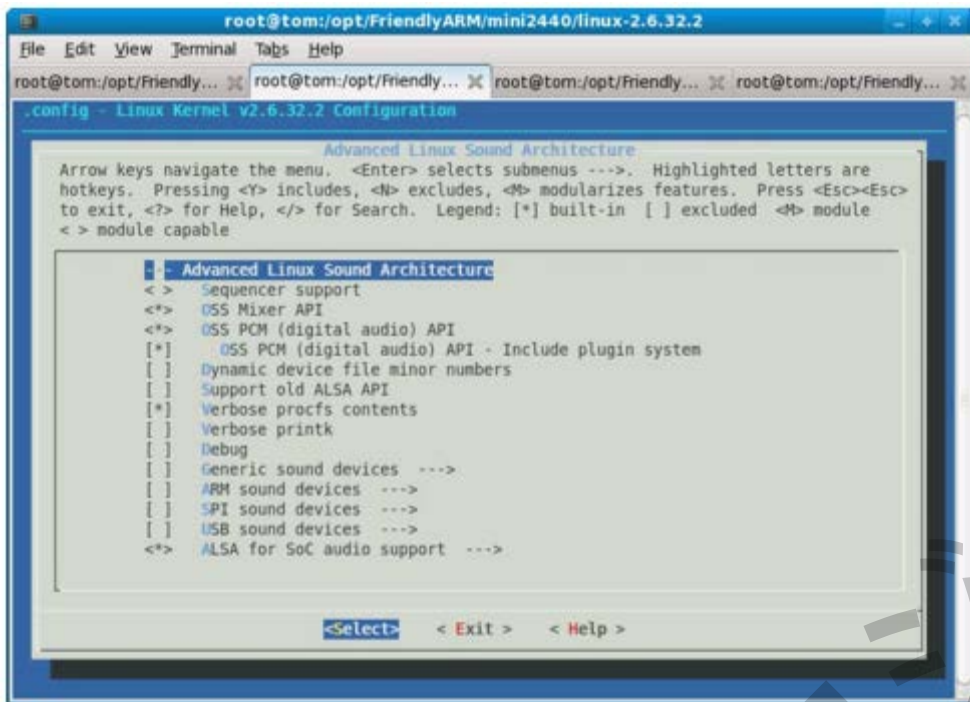 root@tom:/opt/FriendlyARM/mini2440/linux-2.6.32.2
File Edit View Terminal Tabs Help
root@tom:/opt/Friendly... root@tom:/opt/Friendly... root@tom:/opt/Friendly... root@tom:/opt/Friendly...
.config - Linux Kernel v2.6.32.2 Configuration
Advanced Linux Sound Architecture
Arrow keys navigate the menu. <Enter> selects submenus --->. Highlighted letters are
hotkeys. Pressing <Y> includes, <N> excludes, <M> modularizes features. Press <Esc><Esc>
to exit, <?> for Help, </> for Search. Legend: [*] built-in [ ] excluded <M> module
< > module capable
--- Advanced Linux Sound Architecture
< > Sequencer support
<*> OSS Mixer API
<*> OSS PCM (digital audio) API
[*] OSS PCM (digital audio) API - Include plugin system
[ ] Dynamic device file minor numbers
[ ] Support old ALSA API
[*] Verbose procfs contents
[ ] Verbose printk
[ ] Debug
[ ] Generic sound devices --->
[ ] ARM sound devices --->
[ ] SPI sound devices --->
[ ] USB sound devices --->
<*> ALSA for SoC audio support --->
<Select> < Exit > < Help >